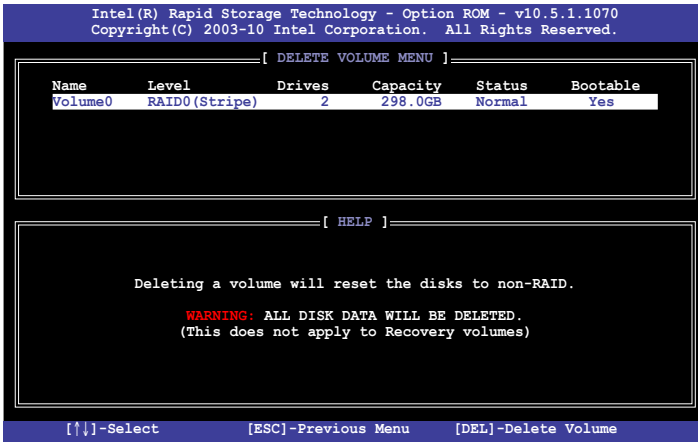 Intel(R) Rapid Storage Technology - Option ROM - v10.5.1.1070
Copyright(C) 2003-10 Intel Corporation. All Rights Reserved.
[ DELETE VOLUME MENU ]
Name Level Drives Capacity Status Bootable
Volume0 RAID0(Stripe) 2 298.0GB Normal Yes
[ HELP ]
Deleting a volume will reset the disks to non-RAID.
WARNING: ALL DISK DATA WILL BE DELETED.
(This does not apply to Recovery volumes)
[↑↓]-Select [ESC]-Previous Menu [DEL]-Delete Volume